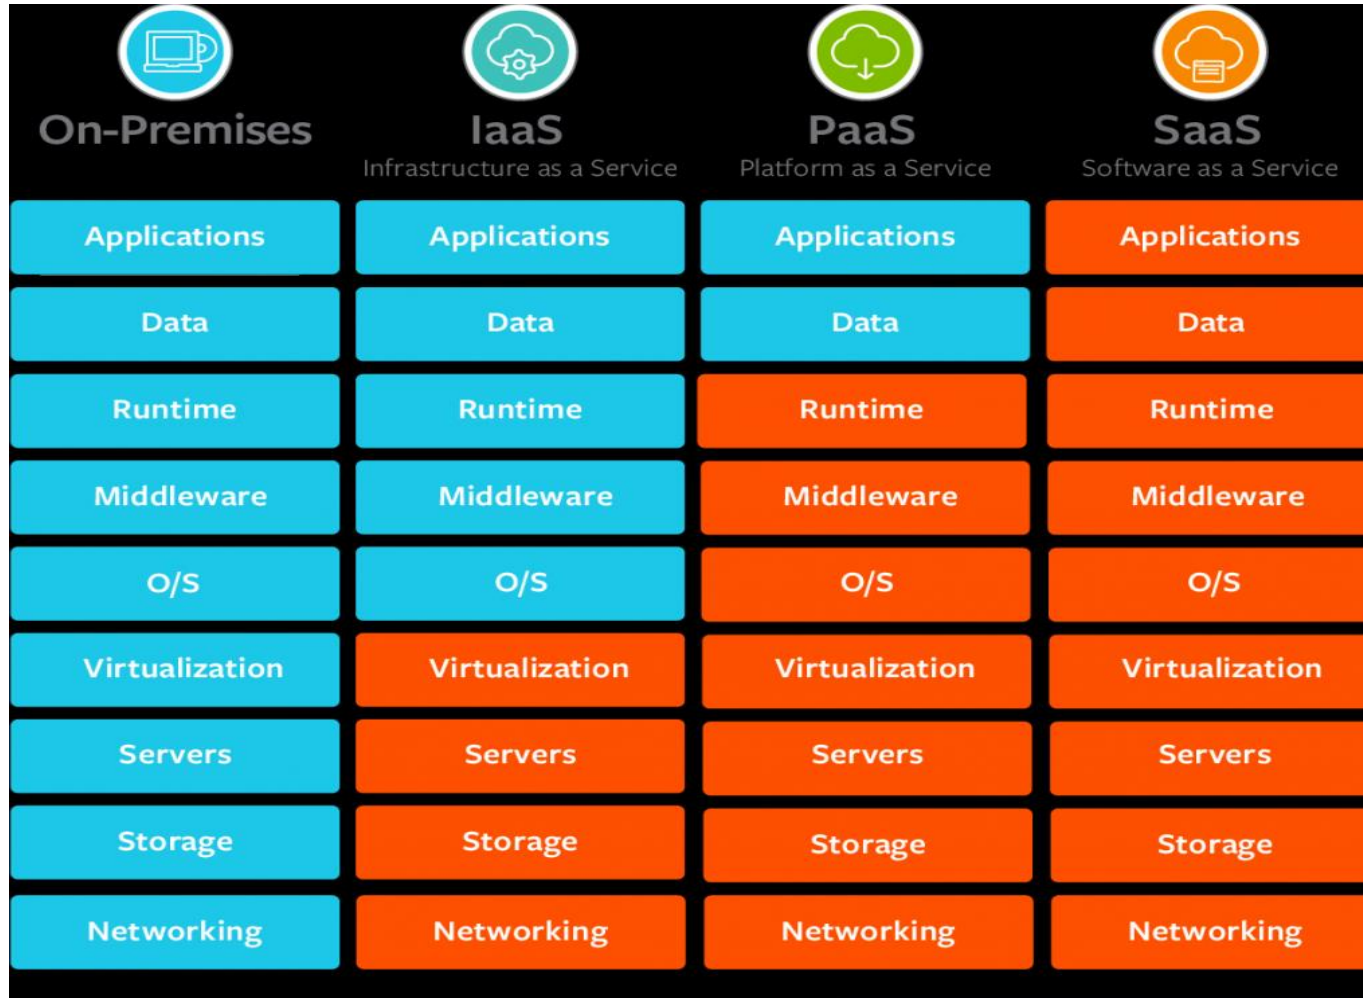 On-Premises
IaaS
PaaS
SaaS
Infrastructure as a Service
Platform as a Service
Software as a Service
Applications
Applications
Applications
Applications
Data
Data
Data
Data
Runtime
Runtime
Runtime
Runtime
Middleware
Middleware
Middleware
Middleware
O/S
O/S
O/S
O/S
Virtualization
Virtualization
Virtualization
Virtualization
Servers
Servers
Servers
Servers
Storage
Storage
Storage
Storage
Networking
Networking
Networking
Networking